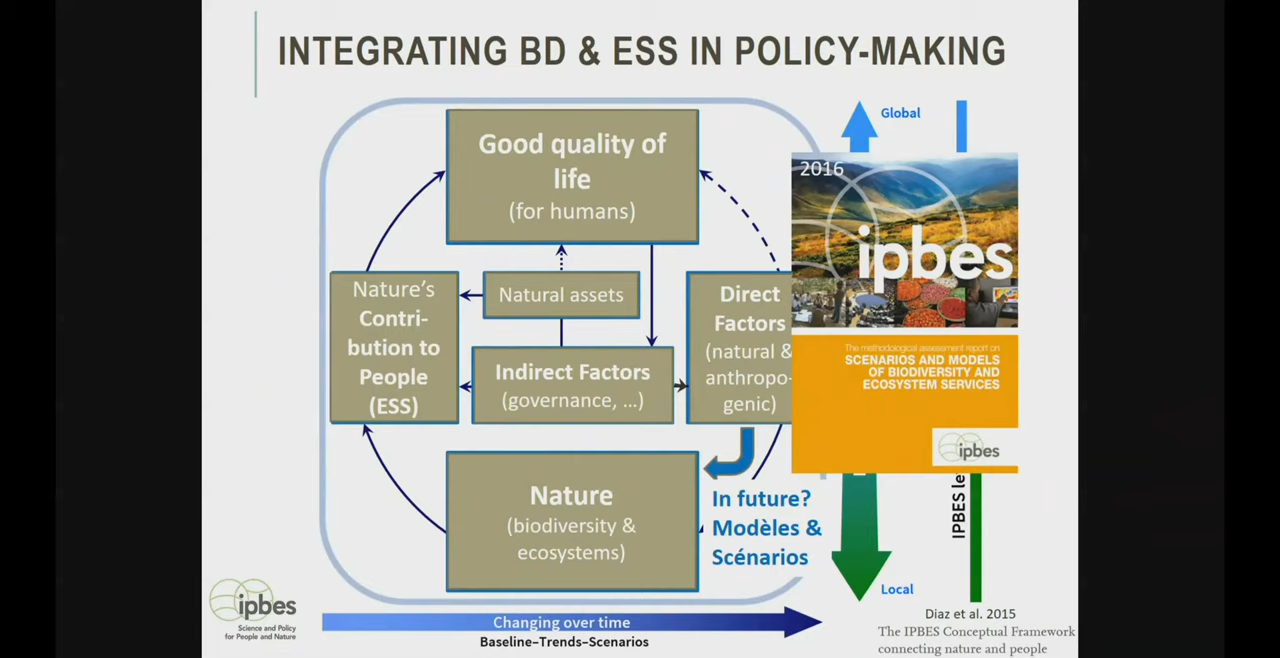 INTEGRATING BD & ESS IN POLICY-MAKING
Good quality of
life
(for humans)
Global
2016
ipbes
Nature's
Contri-
bution to
People
(ESS)
Natural assets
Direct
Factors
(natural &
anthropo-
genic)
Indirect Factors
(governance, ...)
The methodological assessment report on
SCENARIOS AND MODELS
OF BIODIVERSITY AND
ECOSYSTEM SERVICES
ipbes
Nature
(biodiversity &
ecosystems)
In future?
Modèles &
Scénarios
IPBES le
Local
ipbes
Science and Policy
for People and Nature
Changing over time
Baseline–Trends–Scenarios
Diaz et al. 2015
The IPBES Conceptual Framework
connecting nature and people